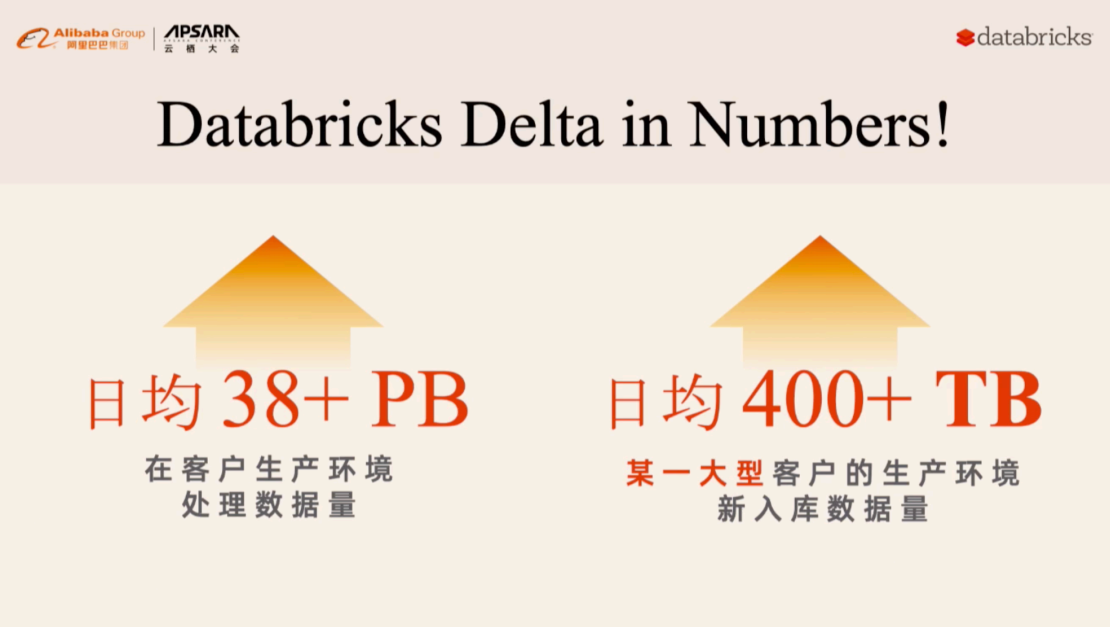 Alibaba Group
阿里巴巴集团
APSARA
云栖大会
databricks
Databricks Delta in Numbers!
日均 38+ PB
在客户生产环境
处理数据量
日均 400+ TB
某一大型客户的生产环境
新入库数据量